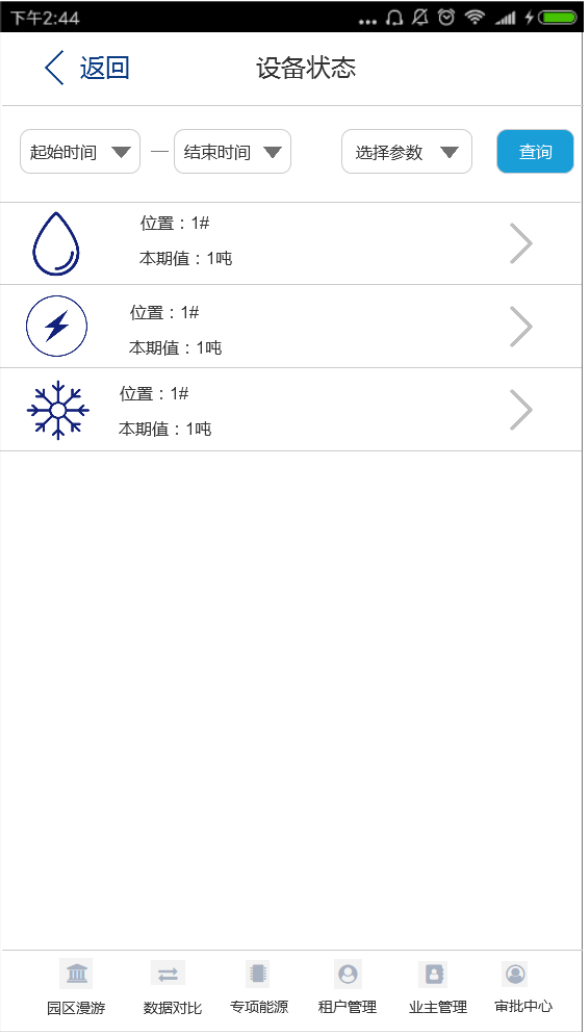 下午2:44
返回
设备状态
起始时间 — 结束时间 选择参数 查询
位置：1#
本期值：1吨
位置：1#
本期值：1吨
位置：1#
本期值：1吨
园区漫游 数据对比 专项能源 租户管理 业主管理 审批中心